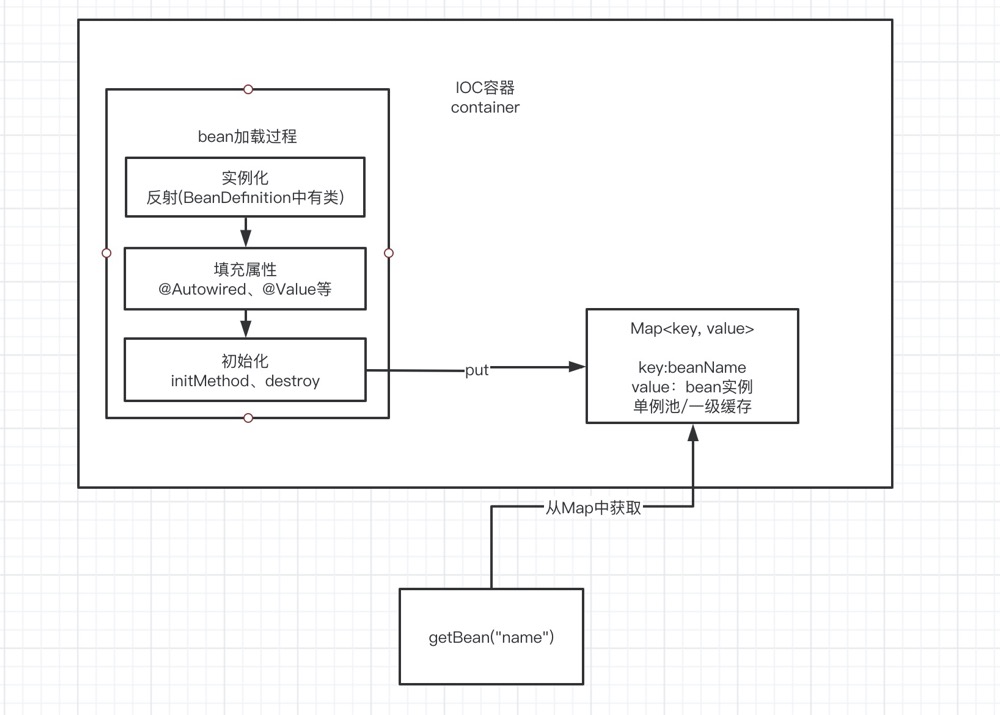 IOC容器
container
bean加载过程
实例化
反射(BeanDefinition中有类)
填充属性
@Autowired、@Value等
初始化
initMethod、destroy
put
Map<key, value>
key:beanName
value：bean实例
单例池/一级缓存
从Map中获取
getBean("name")